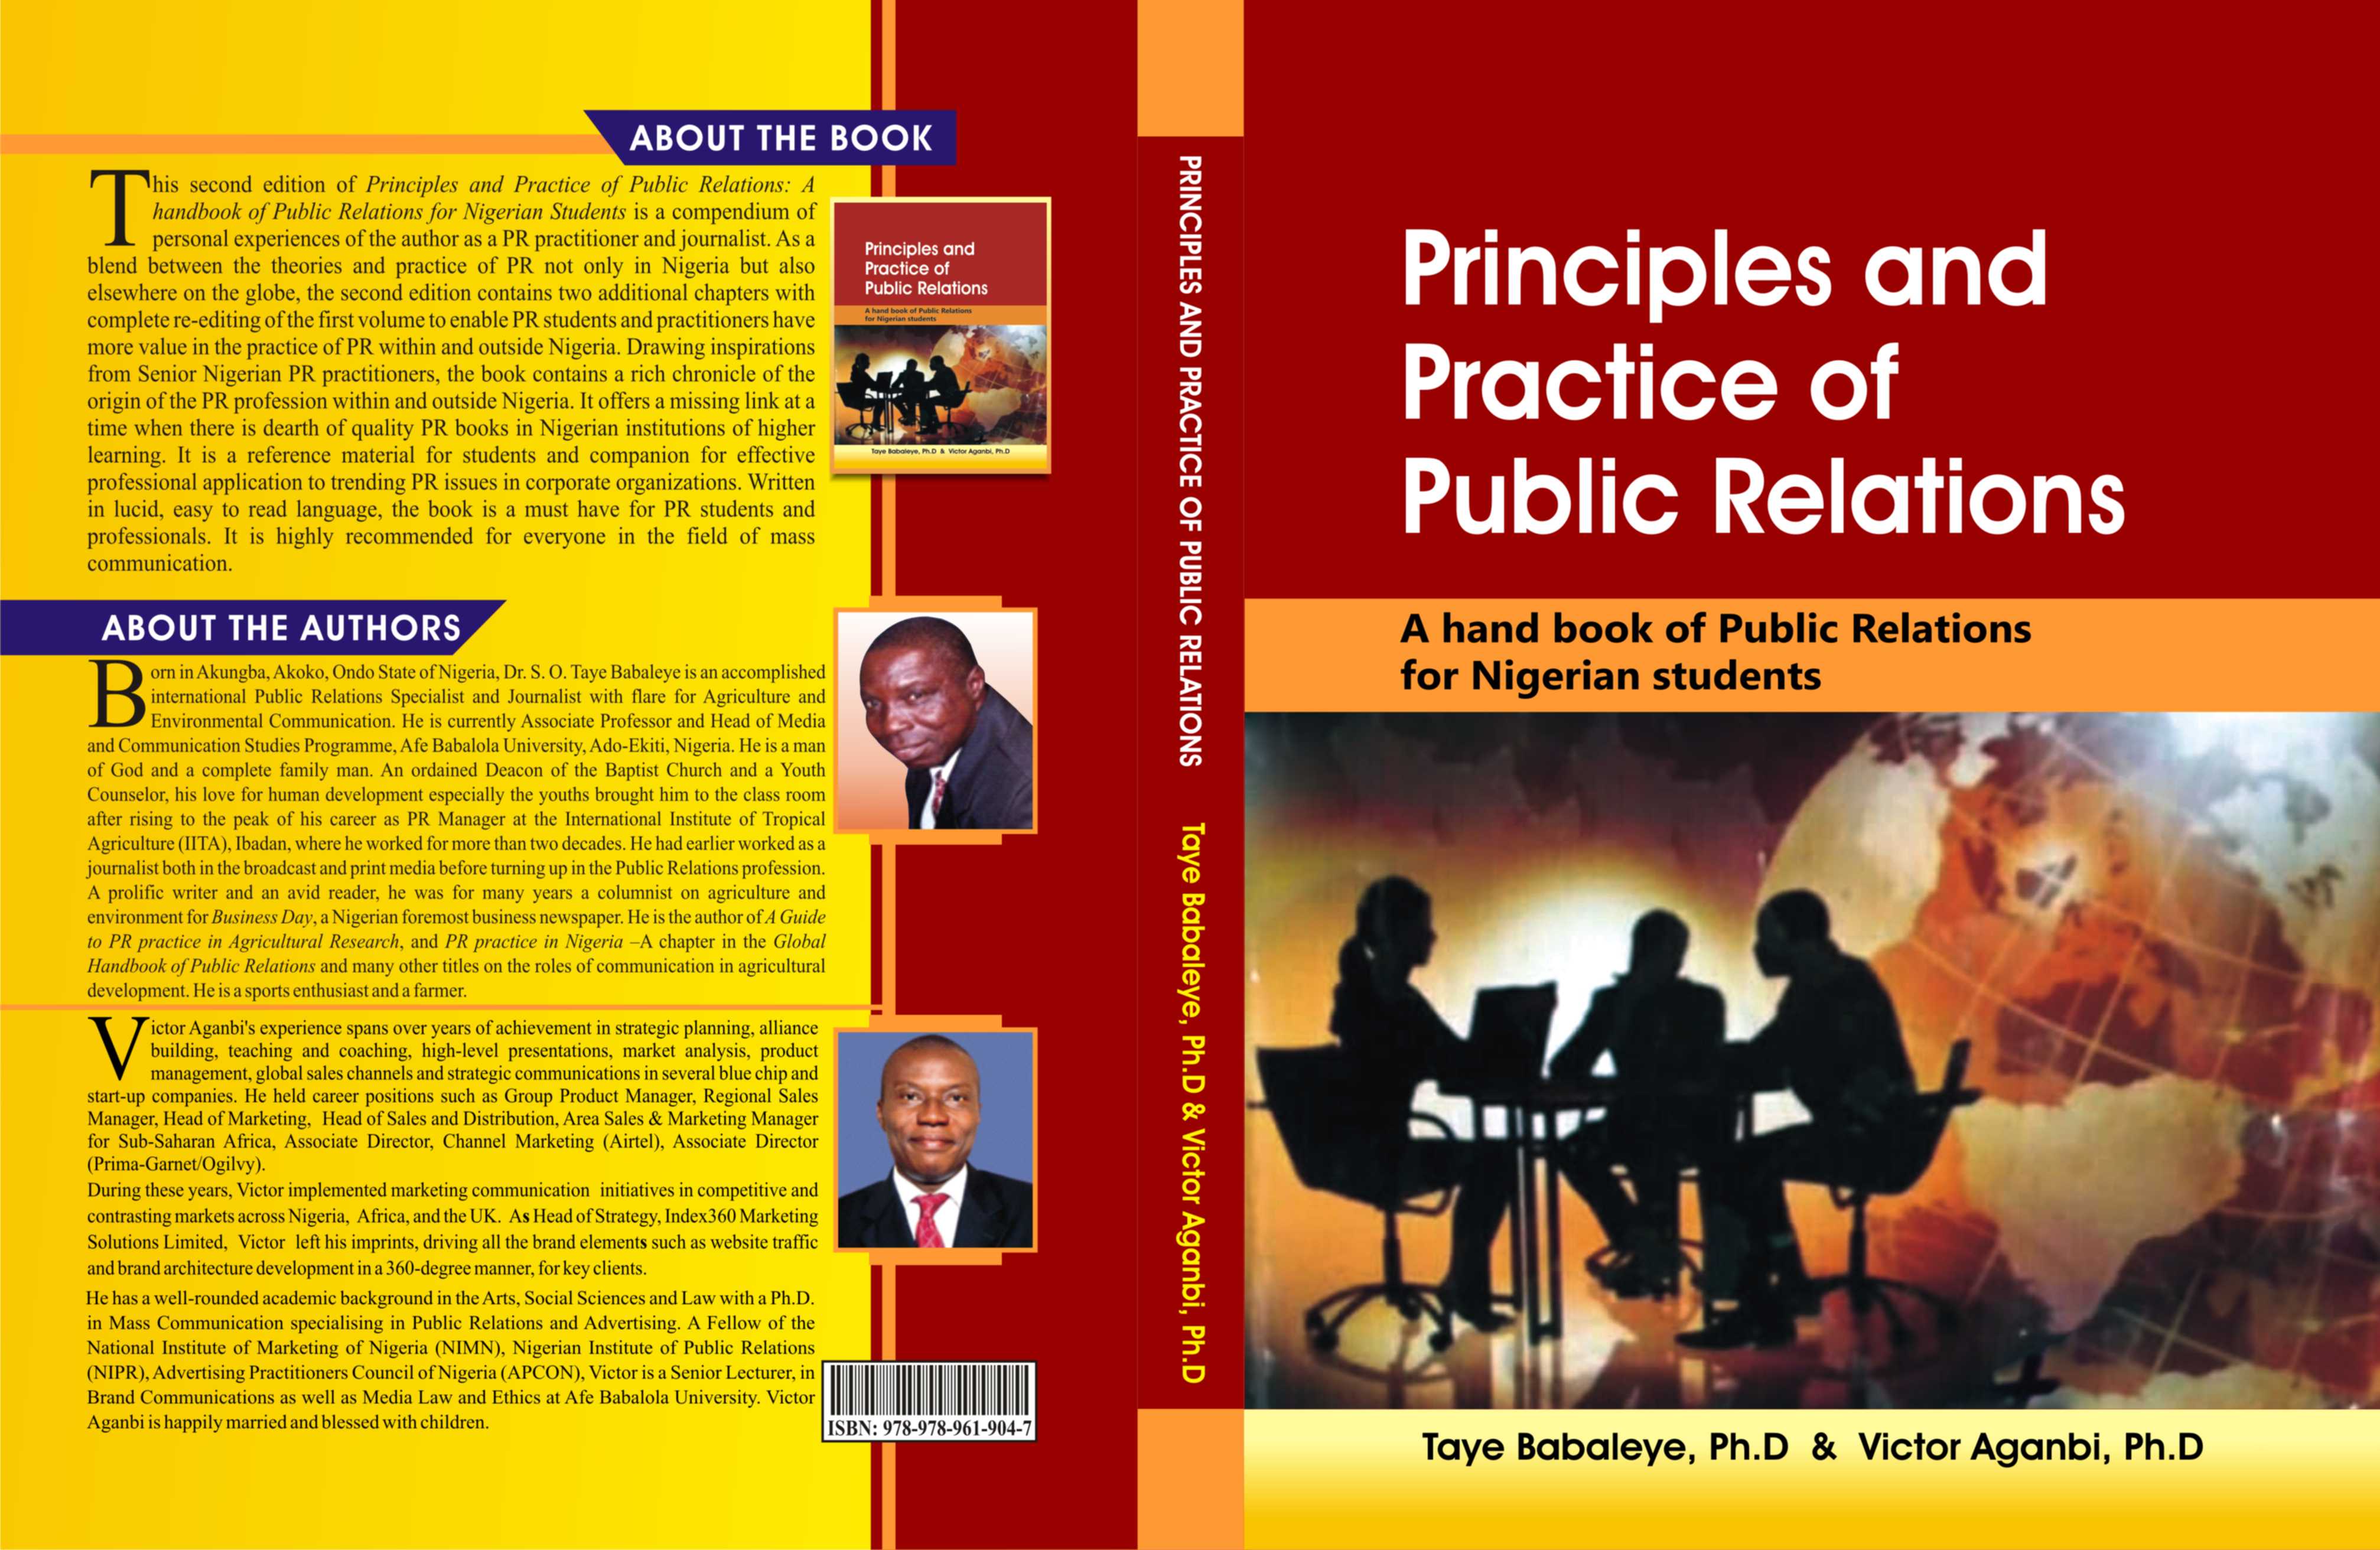 ABOUT THE BOOK
This second edition of Principles and Practice of Public Relations: A
handbook of Public Relations for Nigerian Students is a compendium of
personal experiences of the author as a PR practitioner and journalist. As a
blend between the theories and practice of PR not only in Nigeria but also
elsewhere on the globe, the second edition contains two additional chapters with
complete re-editing of the first volume to enable PR students and practitioners have
more value in the practice of PR within and outside Nigeria. Drawing inspirations
from Senior Nigerian PR practitioners, the book contains a rich chronicle of the
origin of the PR profession within and outside Nigeria. It offers a missing link at a
time when there is dearth of quality PR books in Nigerian institutions of higher
learning. It is a reference material for students and companion for effective
professional application to trending PR issues in corporate organizations. Written
in lucid, easy to read language, the book is a must have for PR students and
professionals. It is highly recommended for everyone in the field of mass
communication.
Principles and
Practice of
Public Relations
A hand book of Public Relations
for Nigerian students
Taye Babaleye, Ph.D & Victor Aganbi, Ph.D
ABOUT THE AUTHORS
Born in Akungba, Akoko, Ondo State of Nigeria, Dr. S. O. Taye Babaleye is an accomplished
international Public Relations Specialist and Journalist with flare for Agriculture and
Environmental Communication. He is currently Associate Professor and Head of Media
and Communication Studies Programme, Afe Babalola University, Ado-Ekiti, Nigeria. He is a man
of God and a complete family man. An ordained Deacon of the Baptist Church and a Youth
Counselor, his love for human development especially the youths brought him to the class room
after rising to the peak of his career as PR Manager at the International Institute of Tropical
Agriculture (IITA), Ibadan, where he worked for more than two decades. He had earlier worked as a
journalist both in the broadcast and print media before turning up in the Public Relations profession.
A prolific writer and an avid reader, he was for many years a columnist on agriculture and
environment for Business Day, a Nigerian foremost business newspaper. He is the author of A Guide
to PR practice in Agricultural Research, and PR practice in Nigeria –A chapter in the Global
Handbook of Public Relations and many other titles on the roles of communication in agricultural
development. He is a sports enthusiast and a farmer.
Victor Aganbi's experience spans over years of achievement in strategic planning, alliance
building, teaching and coaching, high-level presentations, market analysis, product
management, global sales channels and strategic communications in several blue chip and
start-up companies. He held career positions such as Group Product Manager, Regional Sales
Manager, Head of Marketing, Head of Sales and Distribution, Area Sales & Marketing Manager
for Sub-Saharan Africa, Associate Director, Channel Marketing (Airtel), Associate Director
(Prima-Garnet/Ogilvy).
During these years, Victor implemented marketing communication initiatives in competitive and
contrasting markets across Nigeria, Africa, and the UK. As Head of Strategy, Index360 Marketing
Solutions Limited, Victor left his imprints, driving all the brand elements such as website traffic
and brand architecture development in a 360-degree manner, for key clients.
He has a well-rounded academic background in the Arts, Social Sciences and Law with a Ph.D.
in Mass Communication specialising in Public Relations and Advertising. A Fellow of the
National Institute of Marketing of Nigeria (NIMN), Nigerian Institute of Public Relations
(NIPR), Advertising Practitioners Council of Nigeria (APCON), Victor is a Senior Lecturer, in
Brand Communications as well as Media Law and Ethics at Afe Babalola University. Victor
Aganbi is happily married and blessed with children.
ISBN: 978-978-961-904-7
PRINCIPLES AND PRACTICE OF PUBLIC RELATIONS Taye Babaleye, Ph.D & Victor Aganbi, Ph.D
Principles and
Practice of
Public Relations
A hand book of Public Relations
for Nigerian students
Taye Babaleye, Ph.D & Victor Aganbi, Ph.D